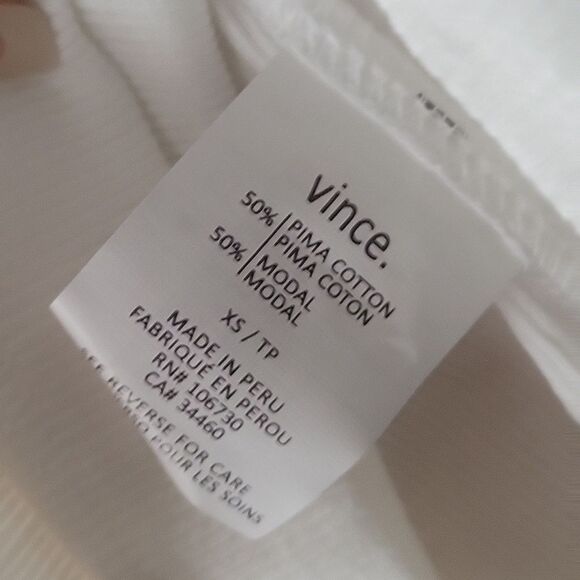 vince.
50% PIMA COTTON
PIMA COTON
50% MODAL
MODAL
XS / TP
MADE IN PERU
FABRIQUÉ EN PEROU
RN# 106730
CA# 34460
REVERSE FOR CARE
POUR LES SOINS